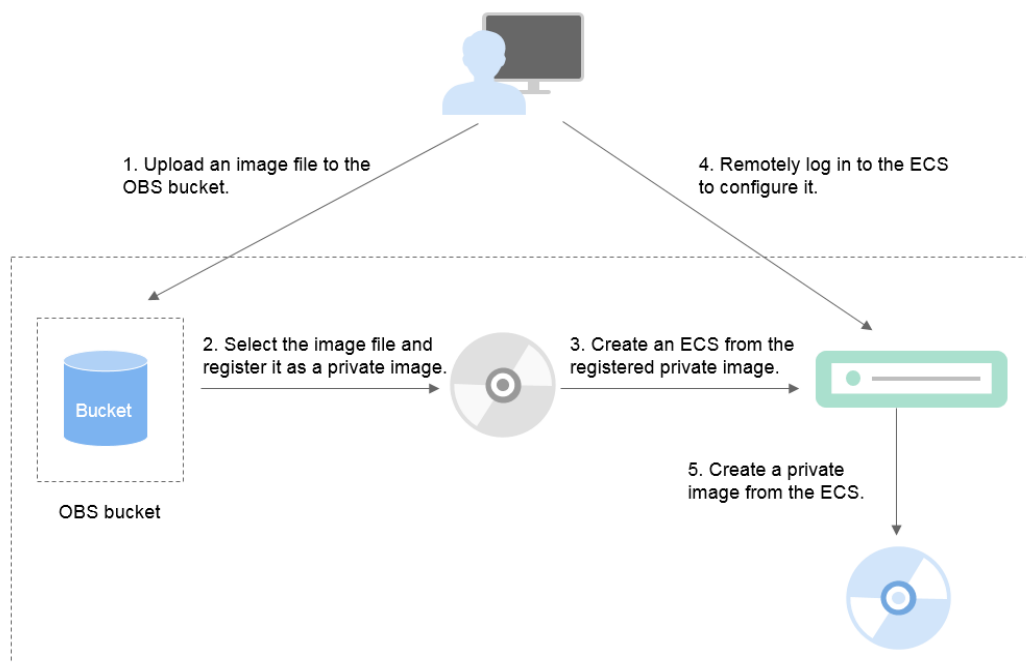 1. Upload an image file to the
OBS bucket.
4. Remotely log in to the ECS
to configure it.
2. Select the image file and
register it as a private image.
3. Create an ECS from the
registered private image.
Bucket
OBS bucket
5. Create a private
image from the ECS.